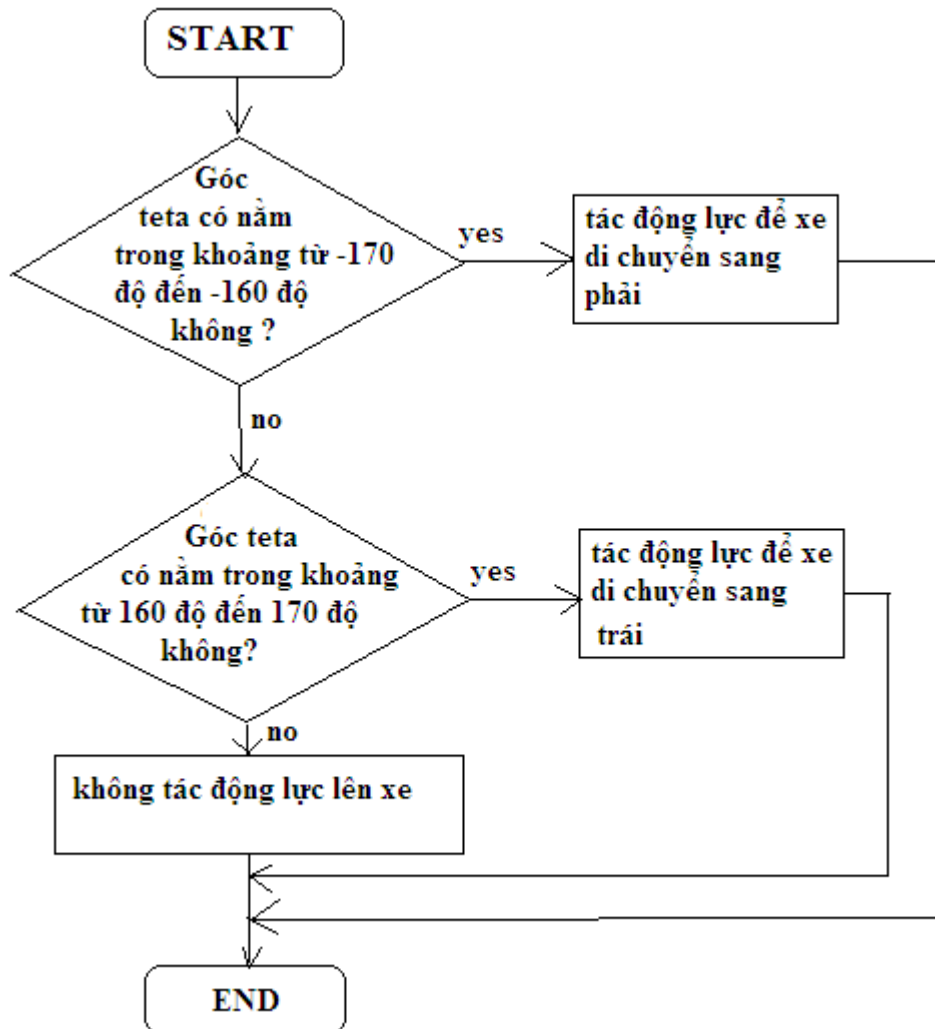 START
Góc
teta có nằm
trong khoảng từ -170
độ đến -160 độ
không ?
yes
tác động lực để xe
di chuyển sang
phải
no
Góc teta
có nằm trong khoảng
từ 160 độ đến 170 độ
không?
yes
tác động lực để xe
di chuyển sang
trái
no
không tác động lực lên xe
END